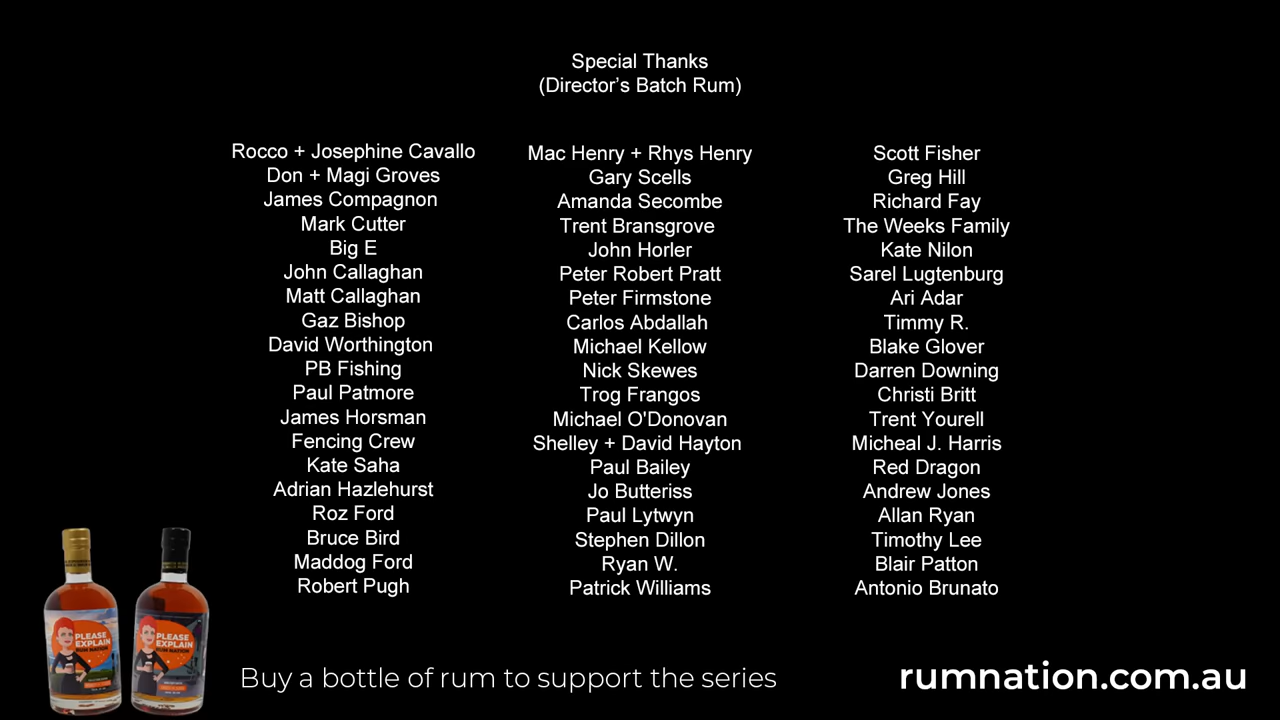 Special Thanks
(Director's Batch Rum)
Rocco + Josephine Cavallo
Don + Magi Groves
James Compagnon
Mark Cutter
Big E
John Callaghan
Matt Callaghan
Gaz Bishop
David Worthington
PB Fishing
Paul Patmore
James Horsman
Fencing Crew
Kate Saha
Adrian Hazlehurst
Roz Ford
Bruce Bird
Maddog Ford
Robert Pugh
Mac Henry + Rhys Henry
Gary Scells
Amanda Secombe
Trent Bransgrove
John Horler
Peter Robert Pratt
Peter Firmstone
Carlos Abdallah
Michael Kellow
Nick Skewes
Trog Frangos
Michael O'Donovan
Shelley + David Hayton
Paul Bailey
Jo Butteriss
Paul Lytwyn
Stephen Dillon
Ryan W.
Patrick Williams
Scott Fisher
Greg Hill
Richard Fay
The Weeks Family
Kate Nilon
Sarel Lugtenburg
Ari Adar
Timmy R.
Blake Glover
Darren Downing
Christi Britt
Trent Yourell
Micheal J. Harris
Red Dragon
Andrew Jones
Allan Ryan
Timothy Lee
Blair Patton
Antonio Brunato
PLEASE
EXPLAIN
RUM NATION
PLEASE
EXPLAIN
RUM NATION
Buy a bottle of rum to support the series
rumnation.com.au